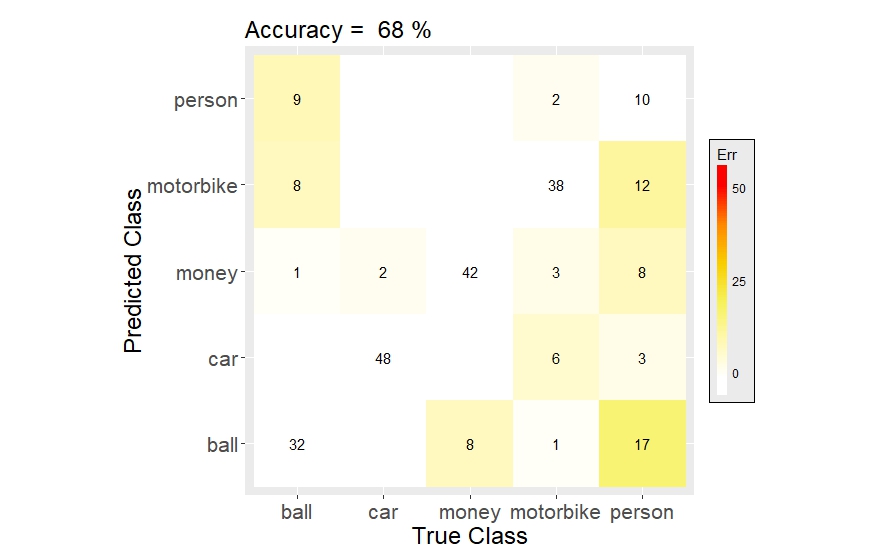 Accuracy =  68 %
Predicted Class
person 9 2 10
motorbike 8 38 12
money 1 2 42 3 8
car 48 6 3
ball 32 8 1 17
ball car money motorbike person
True Class
Err
50
25
0